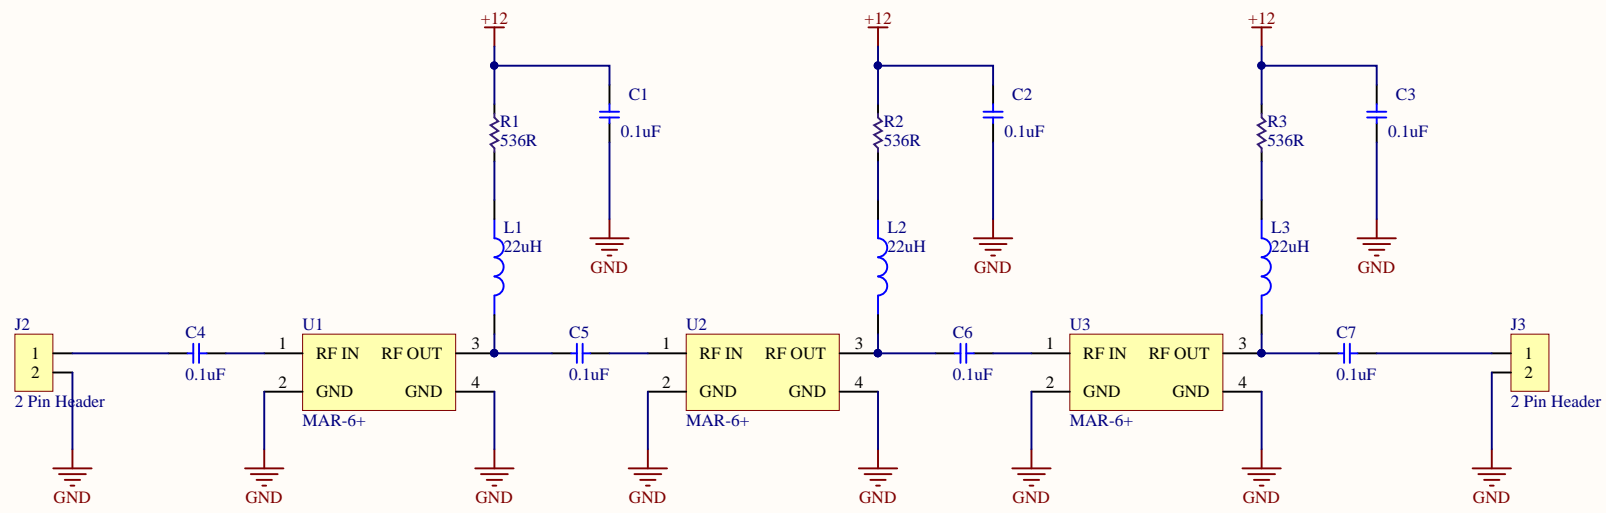 +12
+12
+12
C1
0.1uF
C2
0.1uF
C3
0.1uF
R1
536R
R2
536R
R3
536R
L1
22uH
L2
22uH
L3
22uH
GND
GND
GND
J2
1
2
2 Pin Header
C4
0.1uF
U1
1
RF IN
RF OUT
3
2
GND
GND
4
MAR-6+
C5
0.1uF
U2
1
RF IN
RF OUT
3
2
GND
GND
4
MAR-6+
C6
0.1uF
U3
1
RF IN
RF OUT
3
2
GND
GND
4
MAR-6+
C7
0.1uF
J3
1
2
2 Pin Header
GND
GND
GND
GND
GND
GND
GND
GND